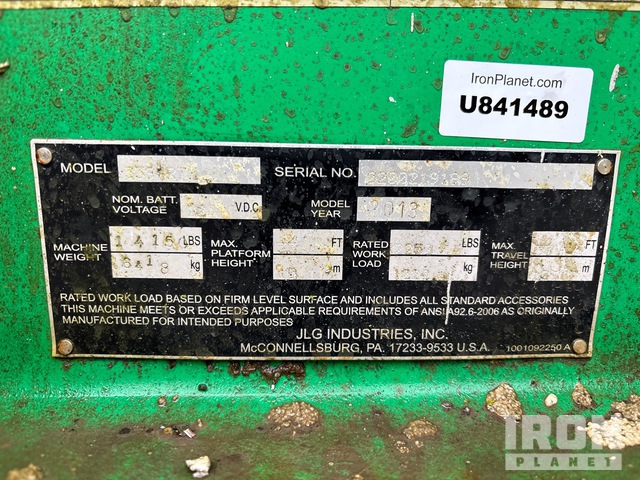 IronPlanet.com
U841489
MODEL SERIAL NO.
NOM. BATT. VOLTAGE V.D.C MODEL YEAR 2013
MACHINE WEIGHT LBS kg MAX. PLATFORM HEIGHT FT m RATED WORK LOAD LBS kg MAX. TRAVEL HEIGHT FT m
RATED WORK LOAD BASED ON FIRM LEVEL SURFACE AND INCLUDES ALL STANDARD ACCESSORIES
THIS MACHINE MEETS OR EXCEEDS APPLICABLE REQUIREMENTS OF ANSI A92.6-2006 AS ORIGINALLY
MANUFACTURED FOR INTENDED PURPOSES
JLG INDUSTRIES, INC.
McCONNELLSBURG, PA. 17233-9533 U.S.A. 1001092250 A
IRON
PLANET